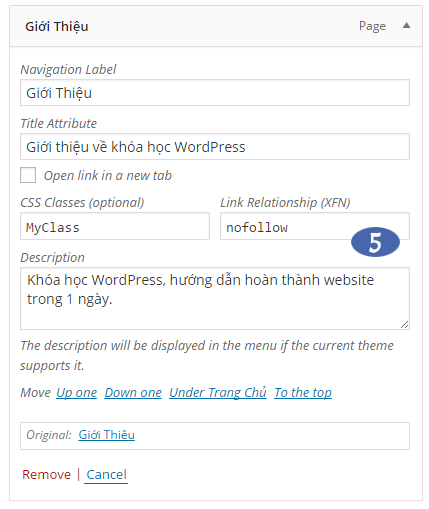 Giới Thiệu Page
Navigation Label
Giới Thiệu
Title Attribute
Giới thiệu về khóa học WordPress
Open link in a new tab
CSS Classes (optional) Link Relationship (XFN)
MyClass nofollow
5
Description
Khóa học WordPress, hướng dẫn hoàn thành website
trong 1 ngày.
The description will be displayed in the menu if the current theme
supports it.
Move Up one Down one Under Trang Chủ To the top
Original: Giới Thiệu
Remove | Cancel